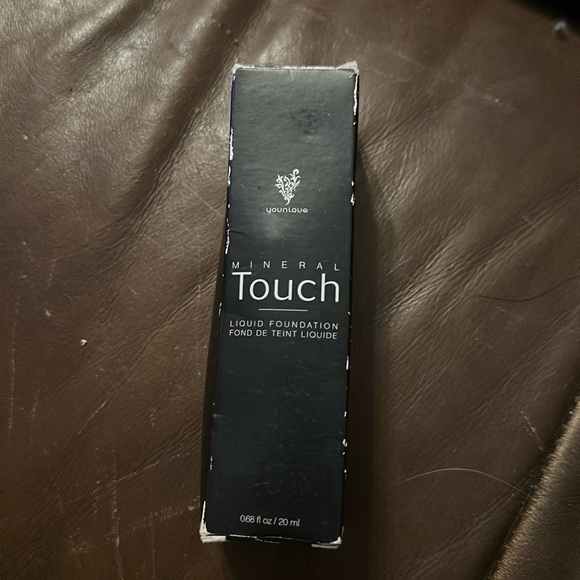 younique
MINERAL
Touch
LIQUID FOUNDATION
FOND DE TEINT LIQUIDE
0.68 fl oz / 20 ml